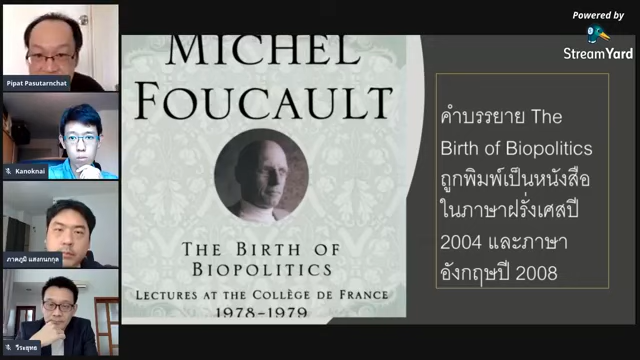 Powered by
StreamYard
Pipat Pasutarnchat
Kanoknai
ภาคภูมิ แสงกนกกุล
วีระยุทธ
MICHEL
FOUCAULT
THE BIRTH OF
BIOPOLITICS
LECTURES AT THE COLLÈGE DE FRANCE
1978–1979
คำบรรยาย The
Birth of Biopolitics
ถูกพิมพ์เป็นหนังสือ
ในภาษาฝรั่งเศสปี
2004 และภาษา
อังกฤษปี 2008